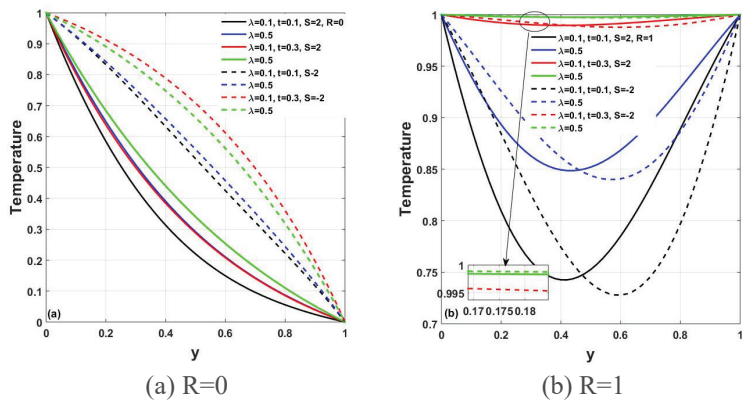 1
0.9
0.8
0.7
0.6
0.5
0.4
0.3
0.2
0.1
0
Temperature
λ=0.1, t=0.1, S=2, R=0
λ=0.5
λ=0.1, t=0.3, S=2
λ=0.5
λ=0.1, t=0.1, S-2
λ=0.5
λ=0.1, t=0.3, S=-2
λ=0.5
(a)
0 0.2 0.4 0.6 0.8 1
y
(a) R=0
1
0.95
0.9
0.85
0.8
0.75
0.7
Temperature
λ=0.1, t=0.1, S=2, R=1
λ=0.5
λ=0.1, t=0.3, S=2
λ=0.5
λ=0.1, t=0.1, S=-2
λ=0.5
λ=0.1, t=0.3, S=-2
λ=0.5
1
0.995
0.17 0.175 0.18
(b)
0 0.2 0.4 0.6 0.8 1
y
(b) R=1